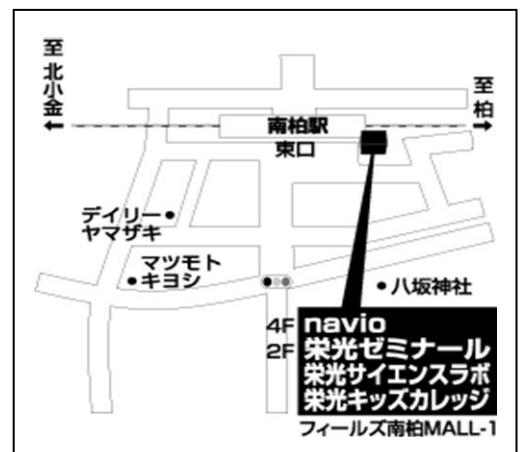 至北小金
至柏
南柏駅
東口
デイリー
ヤマザキ
マツモト
キヨシ
八坂神社
4F navio
2F 栄光ゼミナール
栄光サイエンスラボ
栄光キッズカレッジ
フィールズ南柏MALL-1